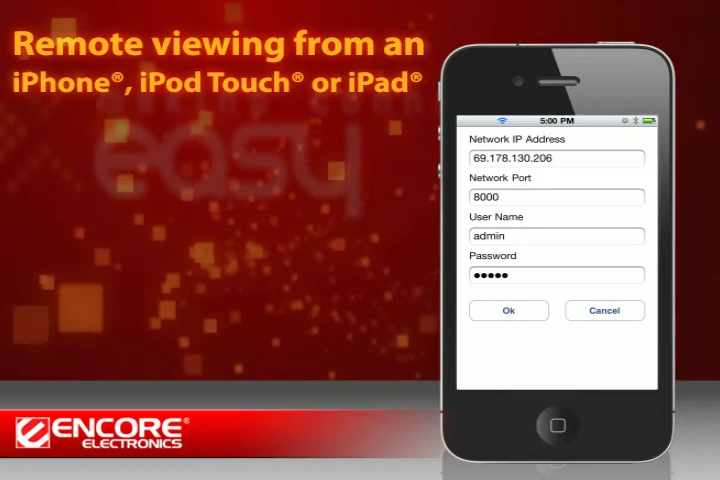 Remote viewing from an
iPhone®, iPod Touch® or iPad®
easy
5:00 PM
Network IP Address
69.178.130.206
Network Port
8000
User Name
admin
Password
●●●●●
Ok
Cancel
ENCORE®
ELECTRONICS